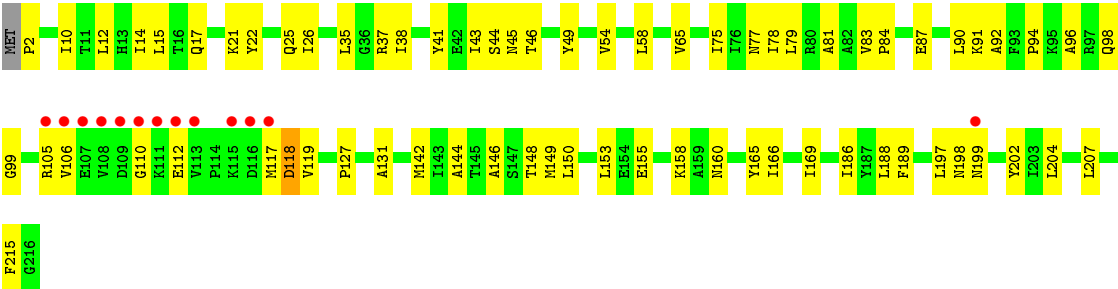 MET P2 I10 T11 L12 H13 I14 L15 T16 Q17 K21 Y22 Q25 I26 L35 G36 R37 I38 Y41 E42 I43 S44 N45 T46 Y49 V54 L58 V65 I75 I76 N77 I78 L79 R80 A81 A82 V83 P84 E87 L90 K91 A92 F93 P94 K95 A96 R97 Q98
G99 R105 V106 E107 V108 D109 G110 K111 E112 V113 P114 K115 D116 M117 D118 V119 P127 A131 M142 I143 A144 T145 A146 S147 T148 M149 L150 L153 E154 E155 K158 A159 N160 Y165 I166 I169 I186 Y187 L188 F189 L197 N198 N199 Y202 I203 L204 L207
F215 G216